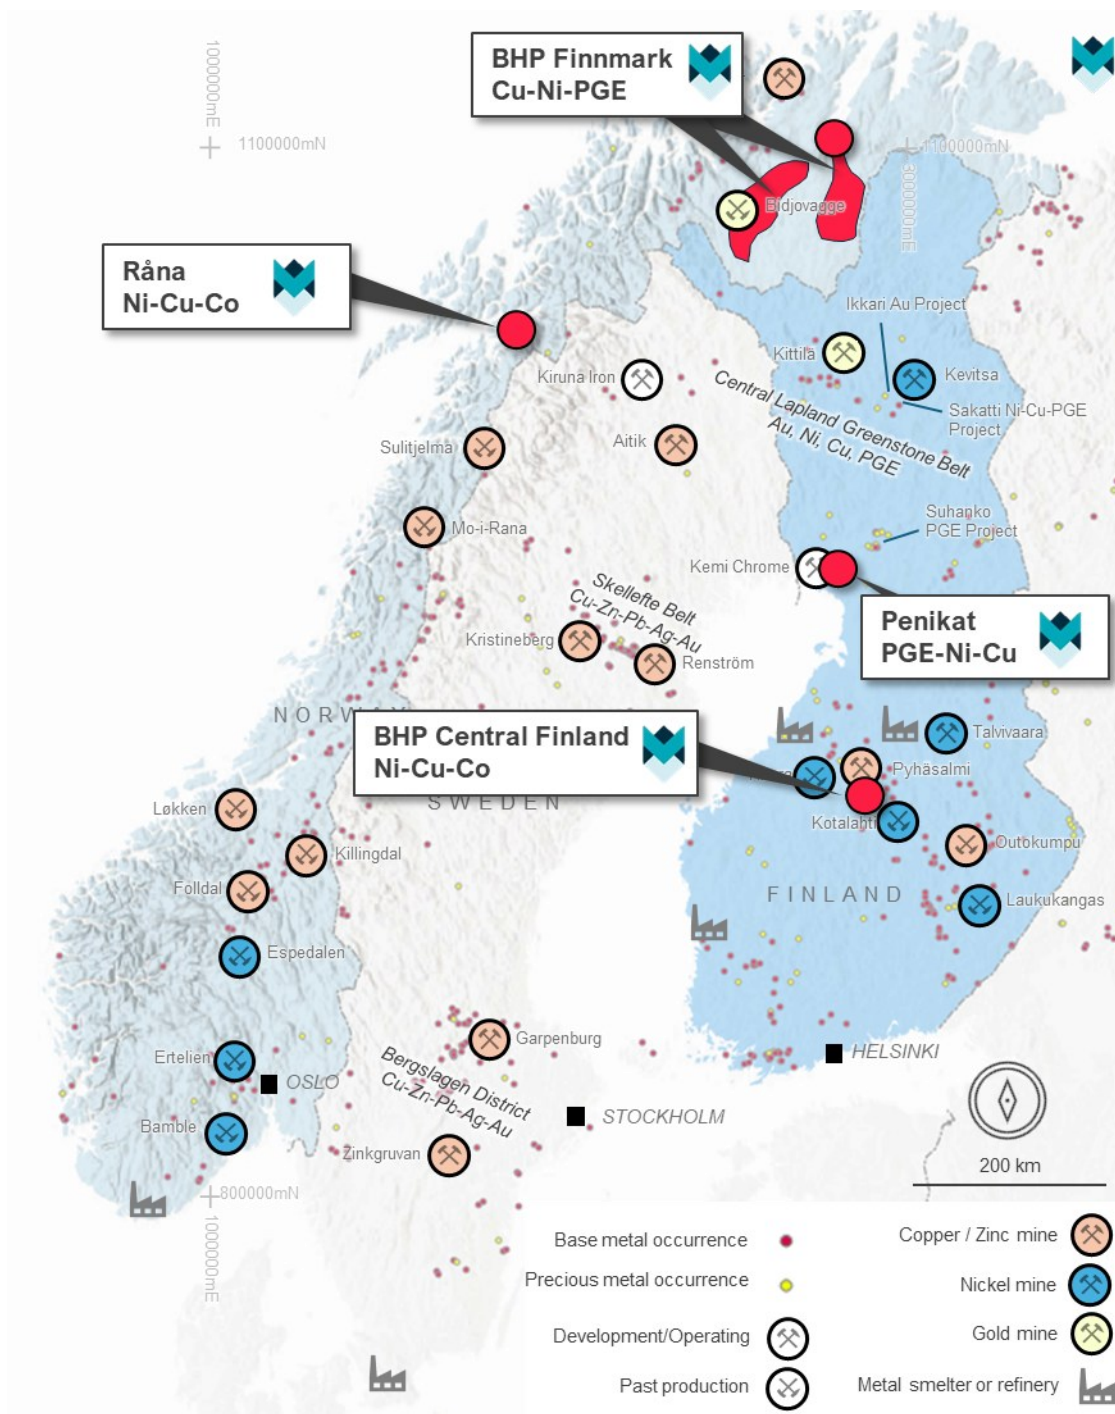 BHP Finnmark
Cu-Ni-PGE
1000000mE
1100000mN
1100000mN
3000000mE
Bidjovagge
Råna
Ni-Cu-Co
Ikkari Au Project
Kittila
Kevitsa
Kiruna Iron
Central Lapland Greenstone Belt
Au, Ni, Cu, PGE
Sakatti Ni-Cu-PGE
Project
Sulitjelma
Aitik
Mo-i-Rana
Suhanko
PGE Project
Kemi Chrome
Skellefte Belt
Cu-Zn-Pb-Ag-Au
Kristineberg
Renström
Penikat
PGE-Ni-Cu
NORWAY
BHP Central Finland
Ni-Cu-Co
Talvivaara
Pyhäsalmi
SWEDEN
Løkken
Kotalahti
Killingdal
Outokumpu
Folldal
FINLAND
Laukukangas
Espedalen
Garpenburg
Ertelien
HELSINKI
OSLO
Bergslagen District
Cu-Zn-Pb-Ag-Au
STOCKHOLM
Bamble
Zinkgruvan
200 km
800000mN
1000000mE
Base metal occurrence
Copper / Zinc mine
Precious metal occurrence
Nickel mine
Development/Operating
Gold mine
Past production
Metal smelter or refinery